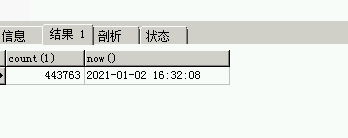 信息 结果 1 剖析 状态
count(1) now()
443763 2021-01-02 16:32:08